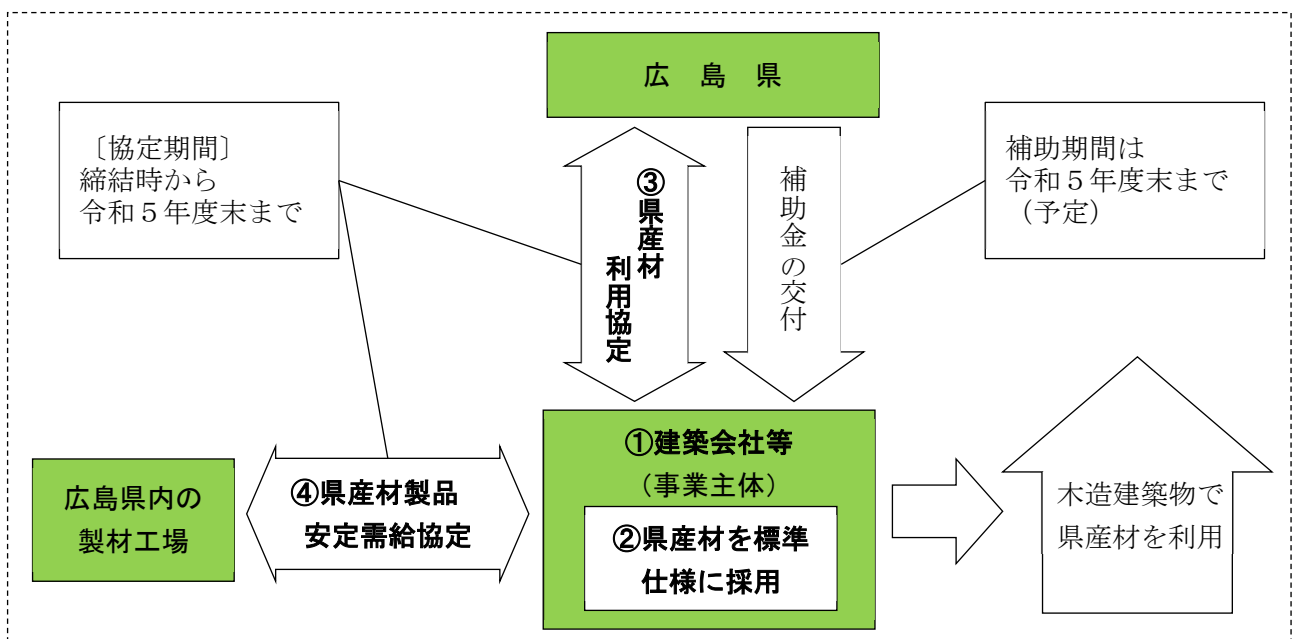 広　島　県
〔協定期間〕
締結時から
令和５年度末まで
③県産材
利用協定
補助金の交付
補助期間は
令和５年度末まで
（予定）
広島県内の
製材工場
④県産材製品
安定需給協定
①建築会社等
（事業主体）
②県産材を標準
仕様に採用
木造建築物で
県産材を利用